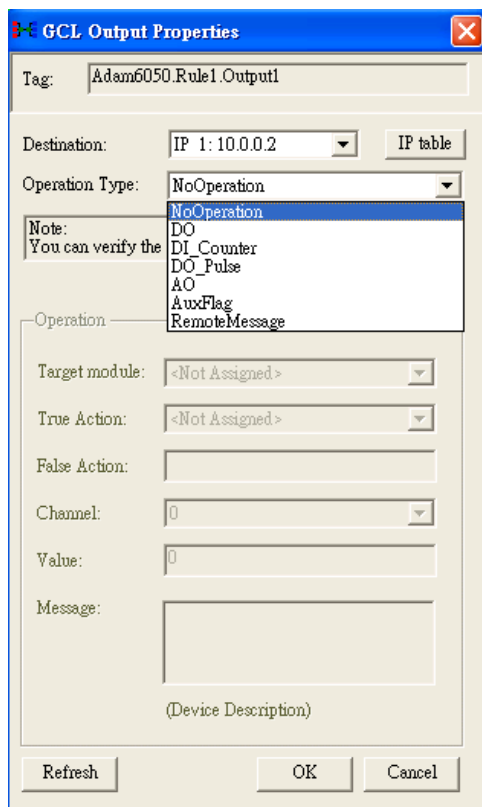 GCL Output Properties
Tag: Adam6050.Rule1.Output1
Destination: IP 1: 10.0.0.2 IP table
Operation Type: NoOperation
NoOperation
Note:
DO
You can verify the
DI_Counter
DO_Pulse
AO
AuxFlag
RemoteMessage
Operation
Target module: <Not Assigned>
True Action: <Not Assigned>
False Action:
Channel: 0
Value: 0
Message:
(Device Description)
Refresh OK Cancel